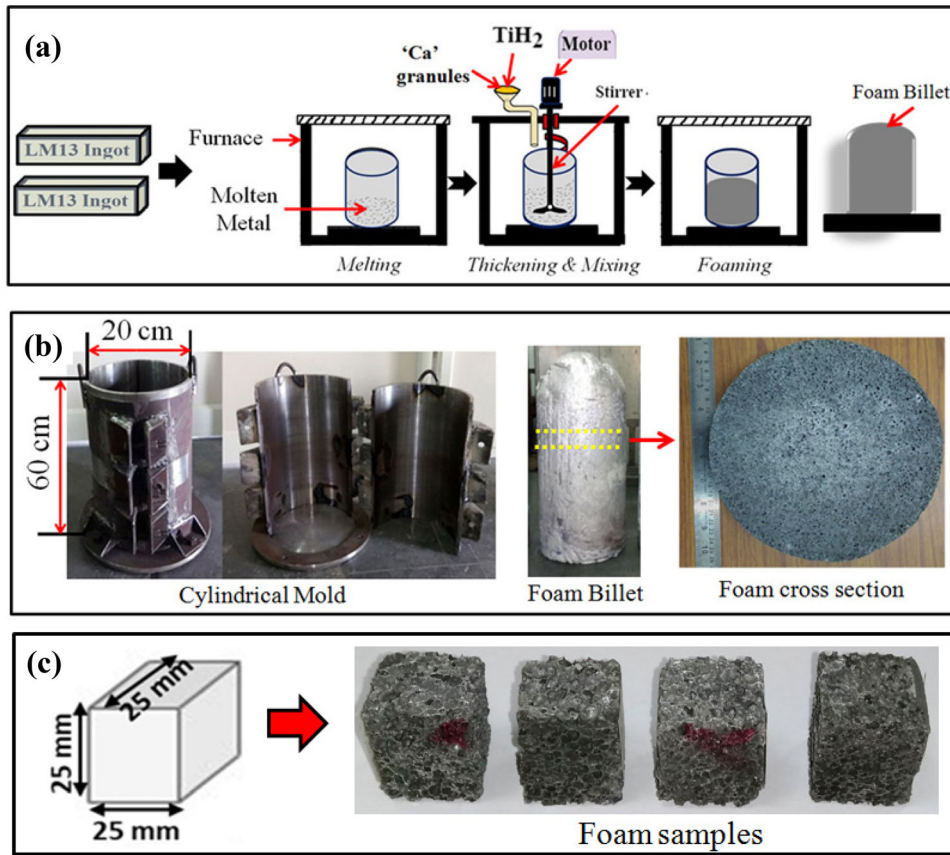 (a)
TiH2
'Ca'
granules
Motor
Stirrer
Foam Billet
Furnace
LM13 Ingot
LM13 Ingot
Molten
Metal
Melting
Thickening & Mixing
Foaming
(b)
20 cm
60 cm
Cylindrical Mold
Foam Billet
Foam cross section
(c)
25 mm
25 mm
25 mm
Foam samples